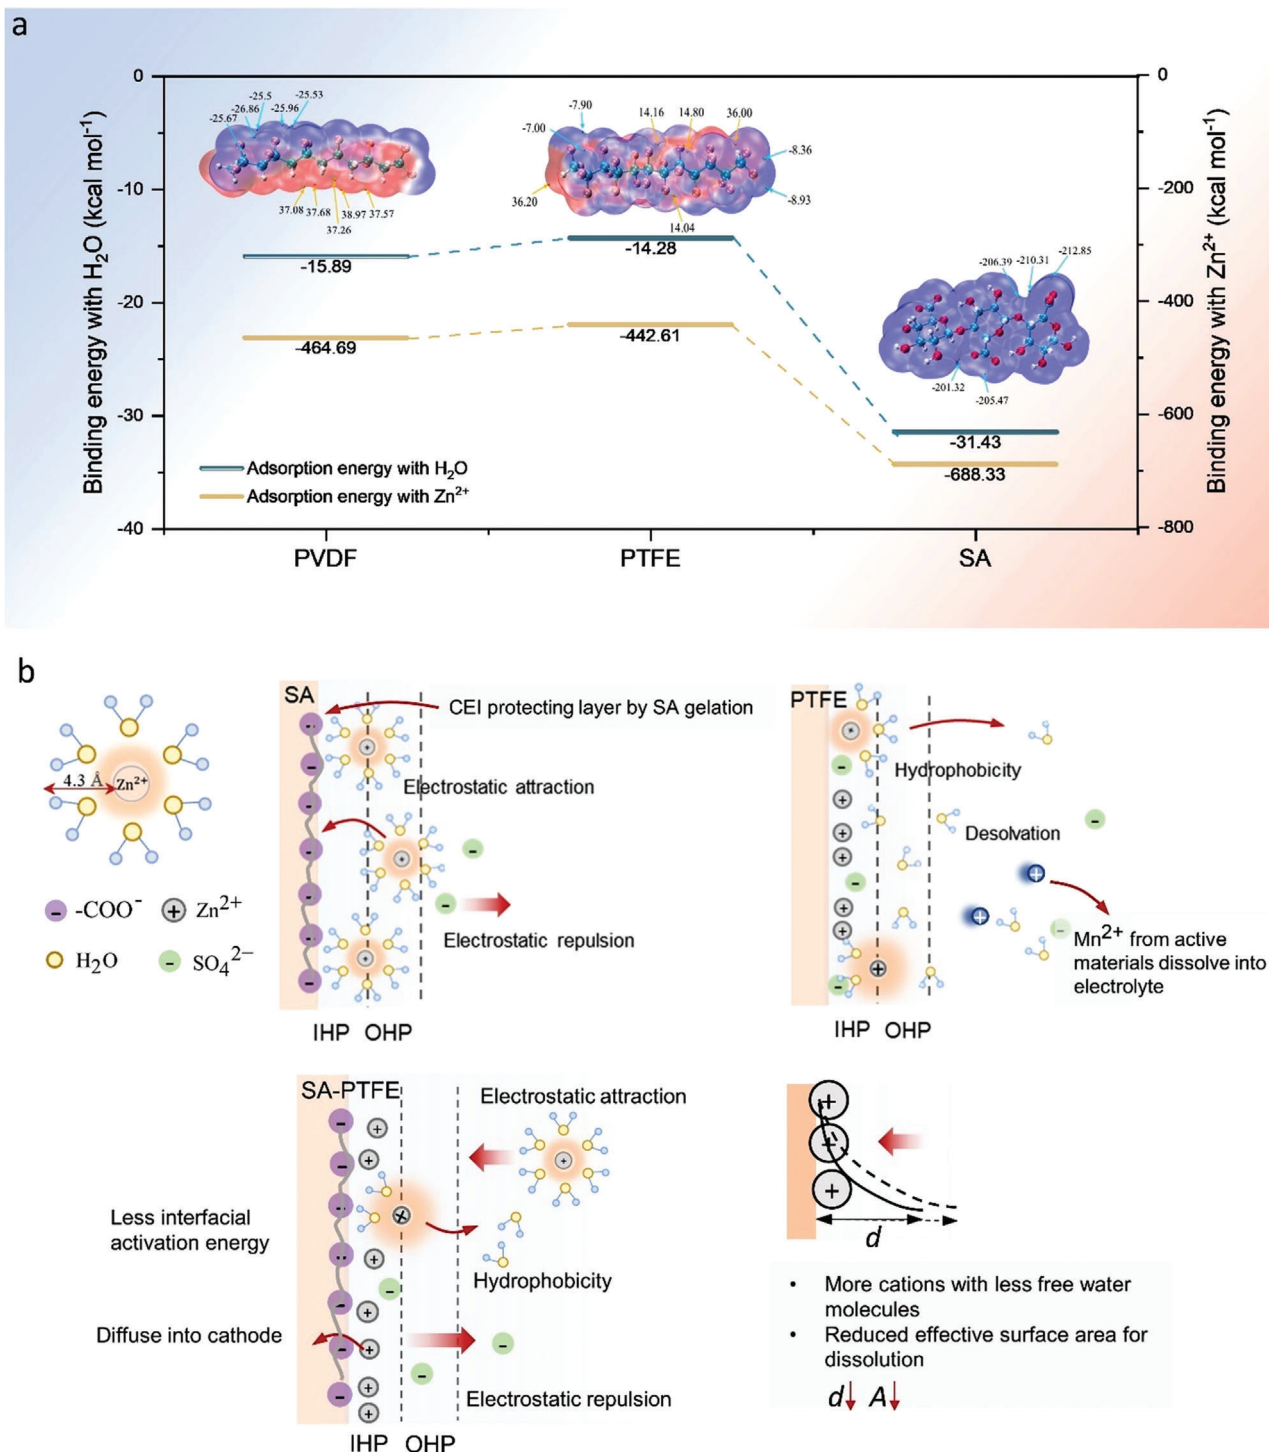 a
Binding energy with H₂O (kcal mol⁻¹)
0
-10
-20
-30
-40
-25.67
-26.86
-25.5
-25.96
-25.53
37.08
37.68
37.26
38.97
37.57
-7.90
-7.00
14.16
14.80
36.00
-8.36
-8.93
36.20
14.04
-206.39
-210.31
-212.85
-201.32
-205.47
-15.89
-14.28
-31.43
-464.69
-442.61
-688.33
Adsorption energy with H₂O
Adsorption energy with Zn²⁺
PVDF
PTFE
SA
0
-200
-400
-600
-800
Binding energy with Zn²⁺ (kcal mol⁻¹)
b
4.3 Å
Zn²⁺
- -COO⁻
+ Zn²⁺
H₂O
- SO₄²⁻
SA
CEI protecting layer by SA gelation
Electrostatic attraction
Electrostatic repulsion
IHP OHP
PTFE
Hydrophobicity
Desolvation
Mn²⁺ from active
materials dissolve into
electrolyte
IHP OHP
SA-PTFE
Electrostatic attraction
Less interfacial
activation energy
Hydrophobicity
Diffuse into cathode
Electrostatic repulsion
IHP OHP
d
• More cations with less free water
molecules
• Reduced effective surface area for
dissolution
d↓ A↓